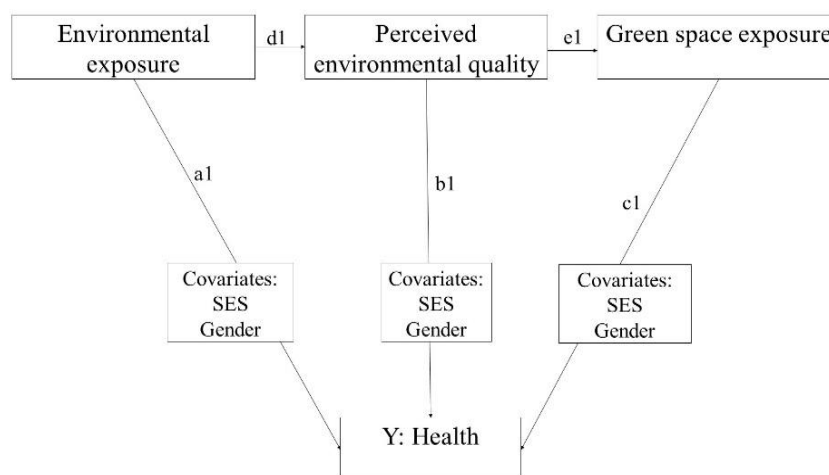 Environmental
exposure
d1
Perceived
environmental quality
e1
Green space exposure
a1
b1
c1
Covariates:
SES
Gender
Covariates:
SES
Gender
Covariates:
SES
Gender
Y: Health